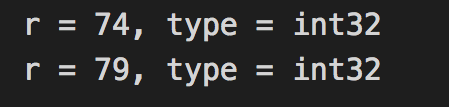 r = 74, type = int32
r = 79, type = int32